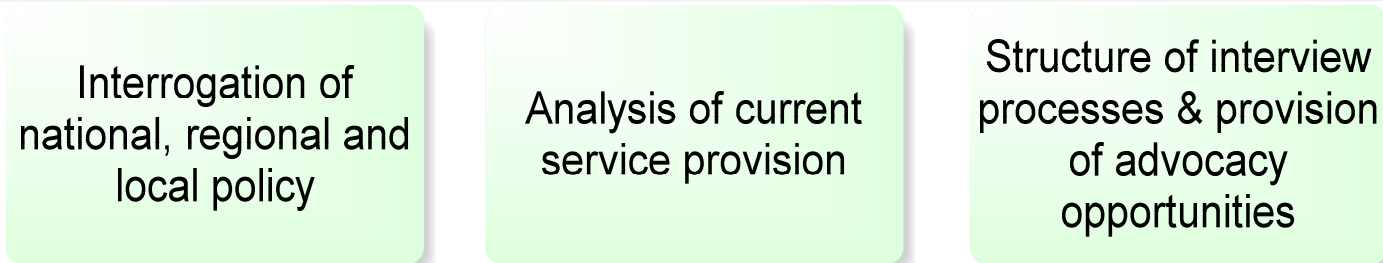 Interrogation of
national, regional and
local policy
Analysis of current
service provision
Structure of interview
processes & provision
of advocacy
opportunities